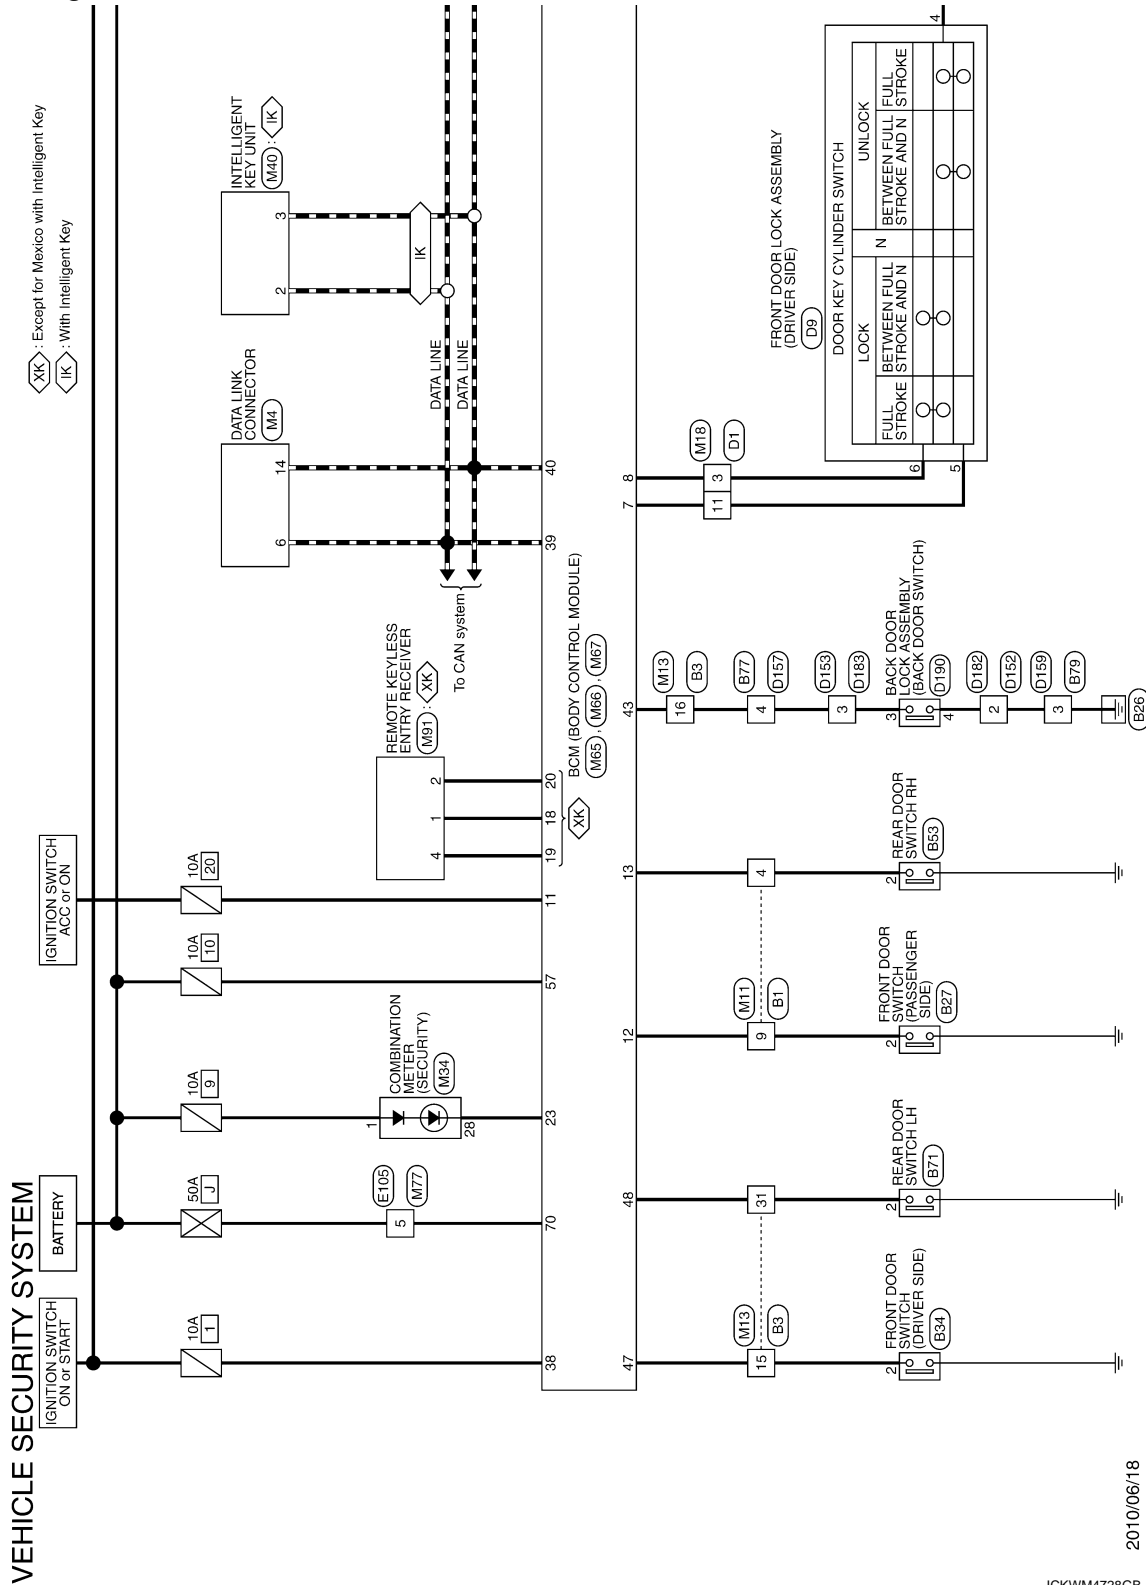 VEHICLE SECURITY SYSTEM
XK : Except for Mexico with Intelligent Key
IK : With Intelligent Key
IGNITION SWITCH
ON or START
BATTERY
IGNITION SWITCH
ACC or ON
10A
1
50A
J
10A
9
10A
10
10A
20
E105
5
M77
COMBINATION
METER
(SECURITY)
M34
1
28
REMOTE KEYLESS
ENTRY RECEIVER
M91 : XK
4
1
2
DATA LINK
CONNECTOR
M4
6
14
INTELLIGENT
KEY UNIT
M40 : IK
2
3
IK
DATA LINE
DATA LINE
To CAN system
38
70
23
57
11
19
18
20
39
40
XK
BCM (BODY CONTROL MODULE)
M65 , M66 , M67
47
48
12
13
43
7
8
M13
15
B3
31
M11
9
B1
4
M13
16
B3
B77
4
D157
D153
3
D183
M18
11
3
D1
2
FRONT DOOR
SWITCH
(DRIVER SIDE)
B34
2
REAR DOOR
SWITCH LH
B71
2
FRONT DOOR
SWITCH
(PASSENGER
SIDE)
B27
2
REAR DOOR
SWITCH RH
B53
3
4
BACK DOOR
LOCK ASSEMBLY
(BACK DOOR SWITCH)
D190
D182
2
D152
D159
3
B79
B26
FRONT DOOR LOCK ASSEMBLY
(DRIVER SIDE)
D9
DOOR KEY CYLINDER SWITCH
LOCK
N
UNLOCK
FULL
STROKE
BETWEEN FULL
STROKE AND N
BETWEEN FULL
STROKE AND N
FULL
STROKE
6
5
4
2010/06/18